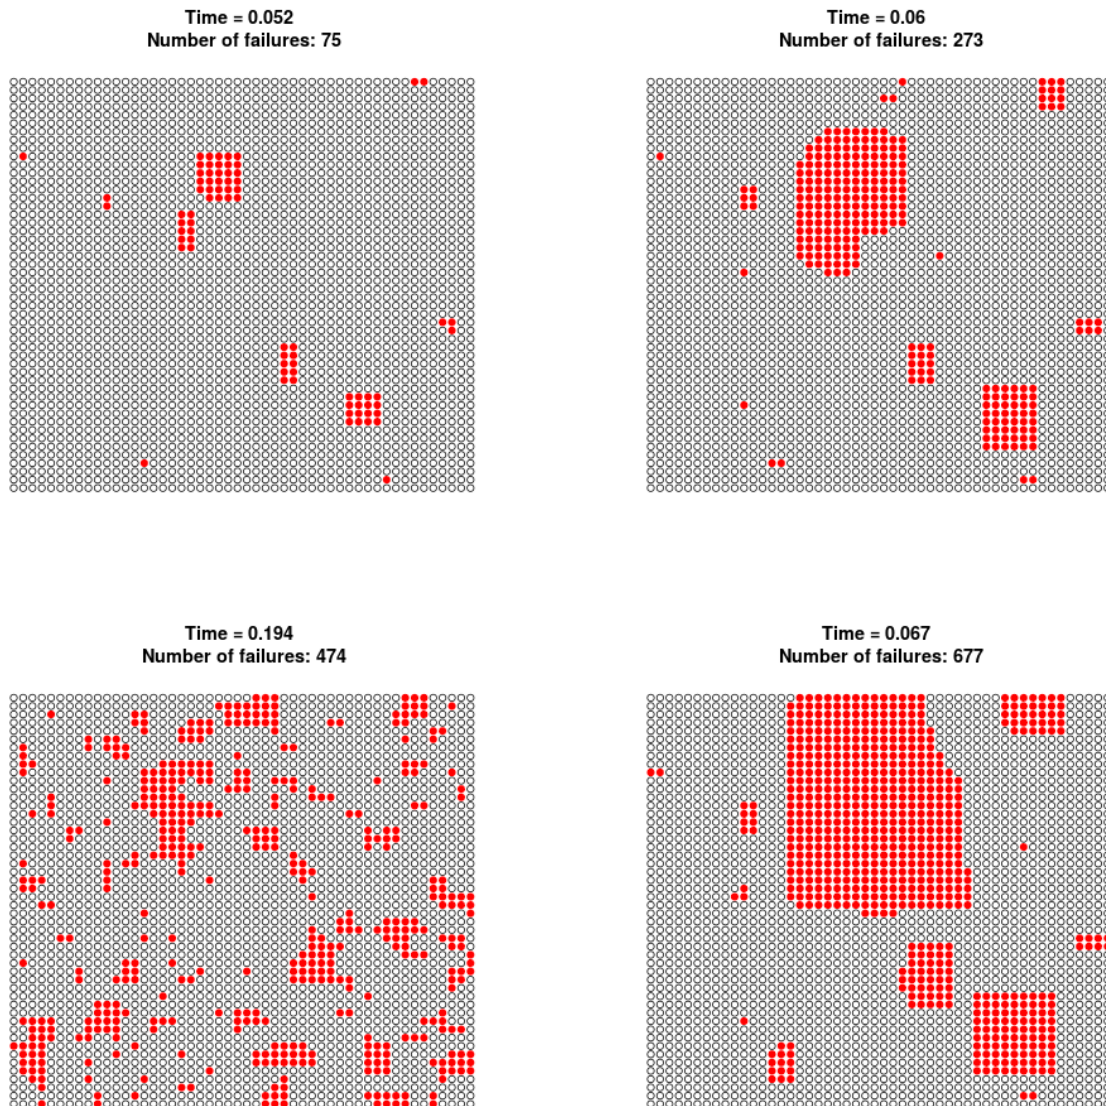 Time = 0.052
Number of failures: 75
Time = 0.06
Number of failures: 273
Time = 0.194
Number of failures: 474
Time = 0.067
Number of failures: 677